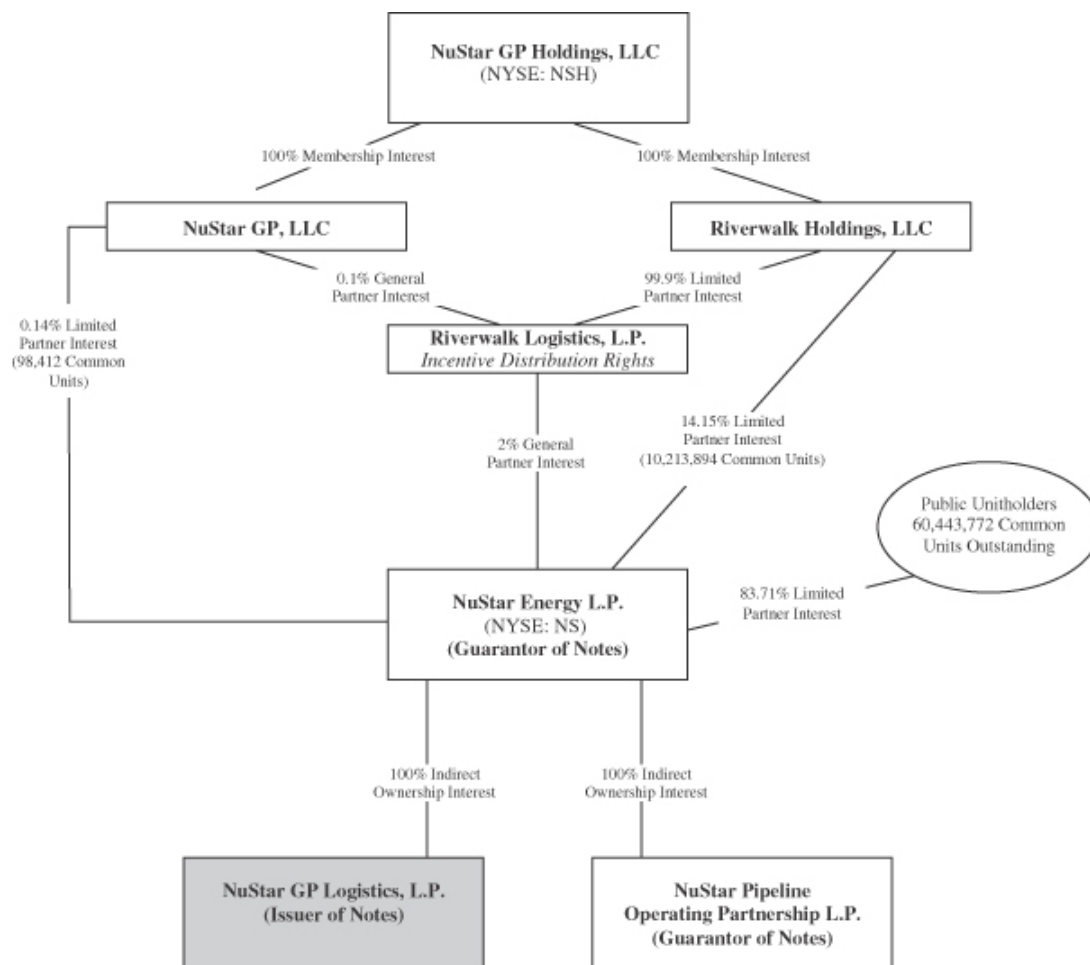 NuStar GP Holdings, LLC
(NYSE: NSH)
100% Membership Interest
100% Membership Interest
NuStar GP, LLC
Riverwalk Holdings, LLC
0.1% General
Partner Interest
99.9% Limited
Partner Interest
0.14% Limited
Partner Interest
(98,412 Common
Units)
Riverwalk Logistics, L.P.
Incentive Distribution Rights
2% General
Partner Interest
14.15% Limited
Partner Interest
(10,213,894 Common Units)
Public Unitholders
60,443,772 Common
Units Outstanding
83.71% Limited
Partner Interest
NuStar Energy L.P.
(NYSE: NS)
(Guarantor of Notes)
100% Indirect
Ownership Interest
100% Indirect
Ownership Interest
NuStar GP Logistics, L.P.
(Issuer of Notes)
NuStar Pipeline
Operating Partnership L.P.
(Guarantor of Notes)